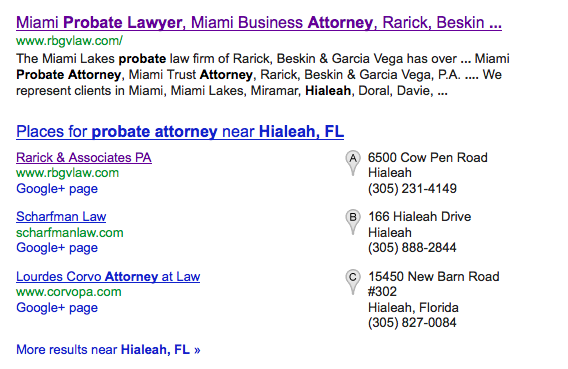 Miami Probate Lawyer, Miami Business Attorney, Rarick, Beskin ...
www.rbgvlaw.com/
The Miami Lakes probate law firm of Rarick, Beskin & Garcia Vega has over ... Miami
Probate Attorney, Miami Trust Attorney, Rarick, Beskin & Garcia Vega, P.A. .... We
represent clients in Miami, Miami Lakes, Miramar, Hialeah, Doral, Davie, ...
Places for probate attorney near Hialeah, FL
Rarick & Associates PA
www.rbgvlaw.com
Google+ page
A 6500 Cow Pen Road
Hialeah
(305) 231-4149
Scharfman Law
scharfmanlaw.com
Google+ page
B 166 Hialeah Drive
Hialeah
(305) 888-2844
Lourdes Corvo Attorney at Law
www.corvopa.com
Google+ page
C 15450 New Barn Road
#302
Hialeah, Florida
(305) 827-0084
More results near Hialeah, FL »